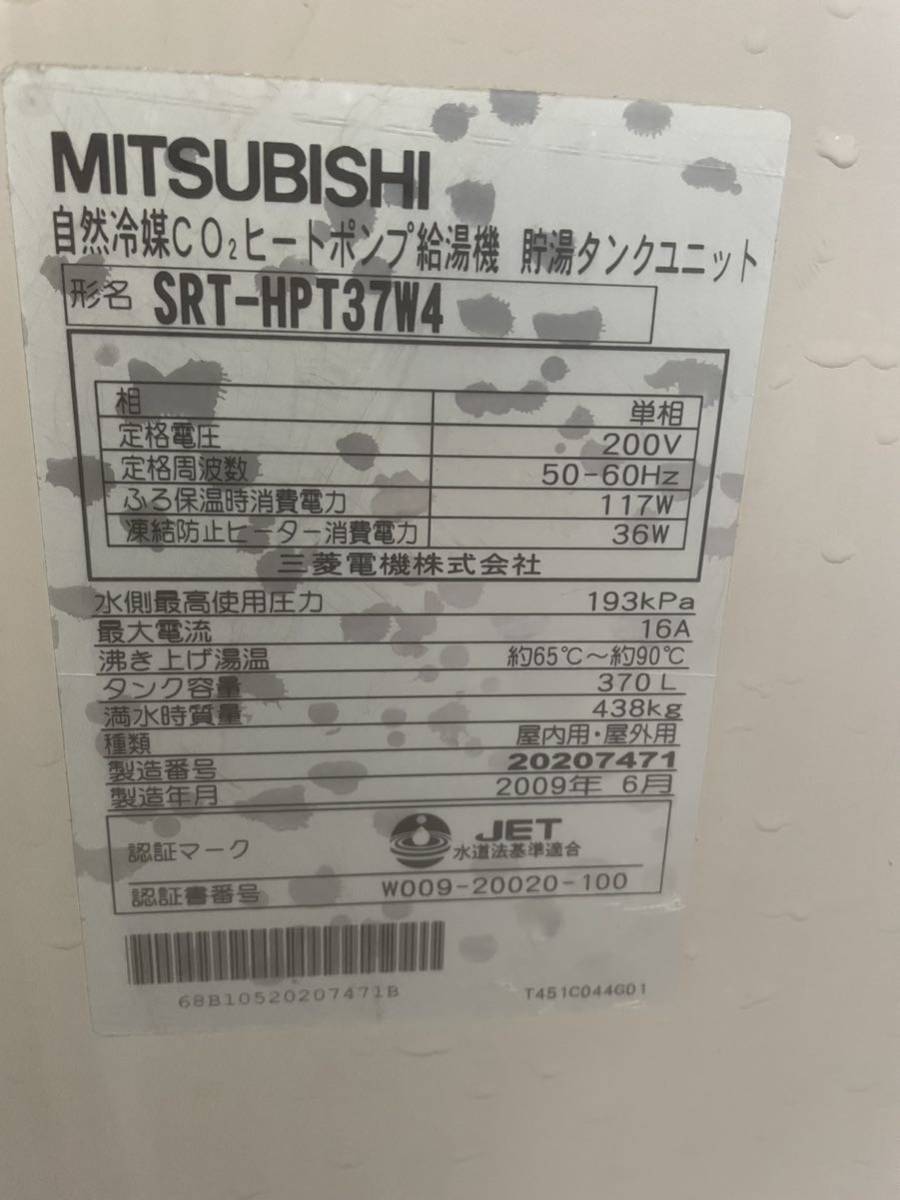 MITSUBISHI
自然冷媒CO₂ヒートポンプ給湯機 貯湯タンクユニット
形名 SRT-HPT37W4
相 単相
定格電圧 200V
定格周波数 50-60Hz
ふろ保温時消費電力 117W
凍結防止ヒーター消費電力 36W
三菱電機株式会社
水側最高使用圧力 193kPa
最大電流 16A
沸き上げ湯温 約65℃～約90℃
タンク容量 370L
満水時質量 438kg
種類 屋内用・屋外用
製造番号 20207471
製造年月 2009年 6月
認証マーク JET
水道法基準適合
認証書番号 W009-20020-100
68B10520207471B T451C044G01